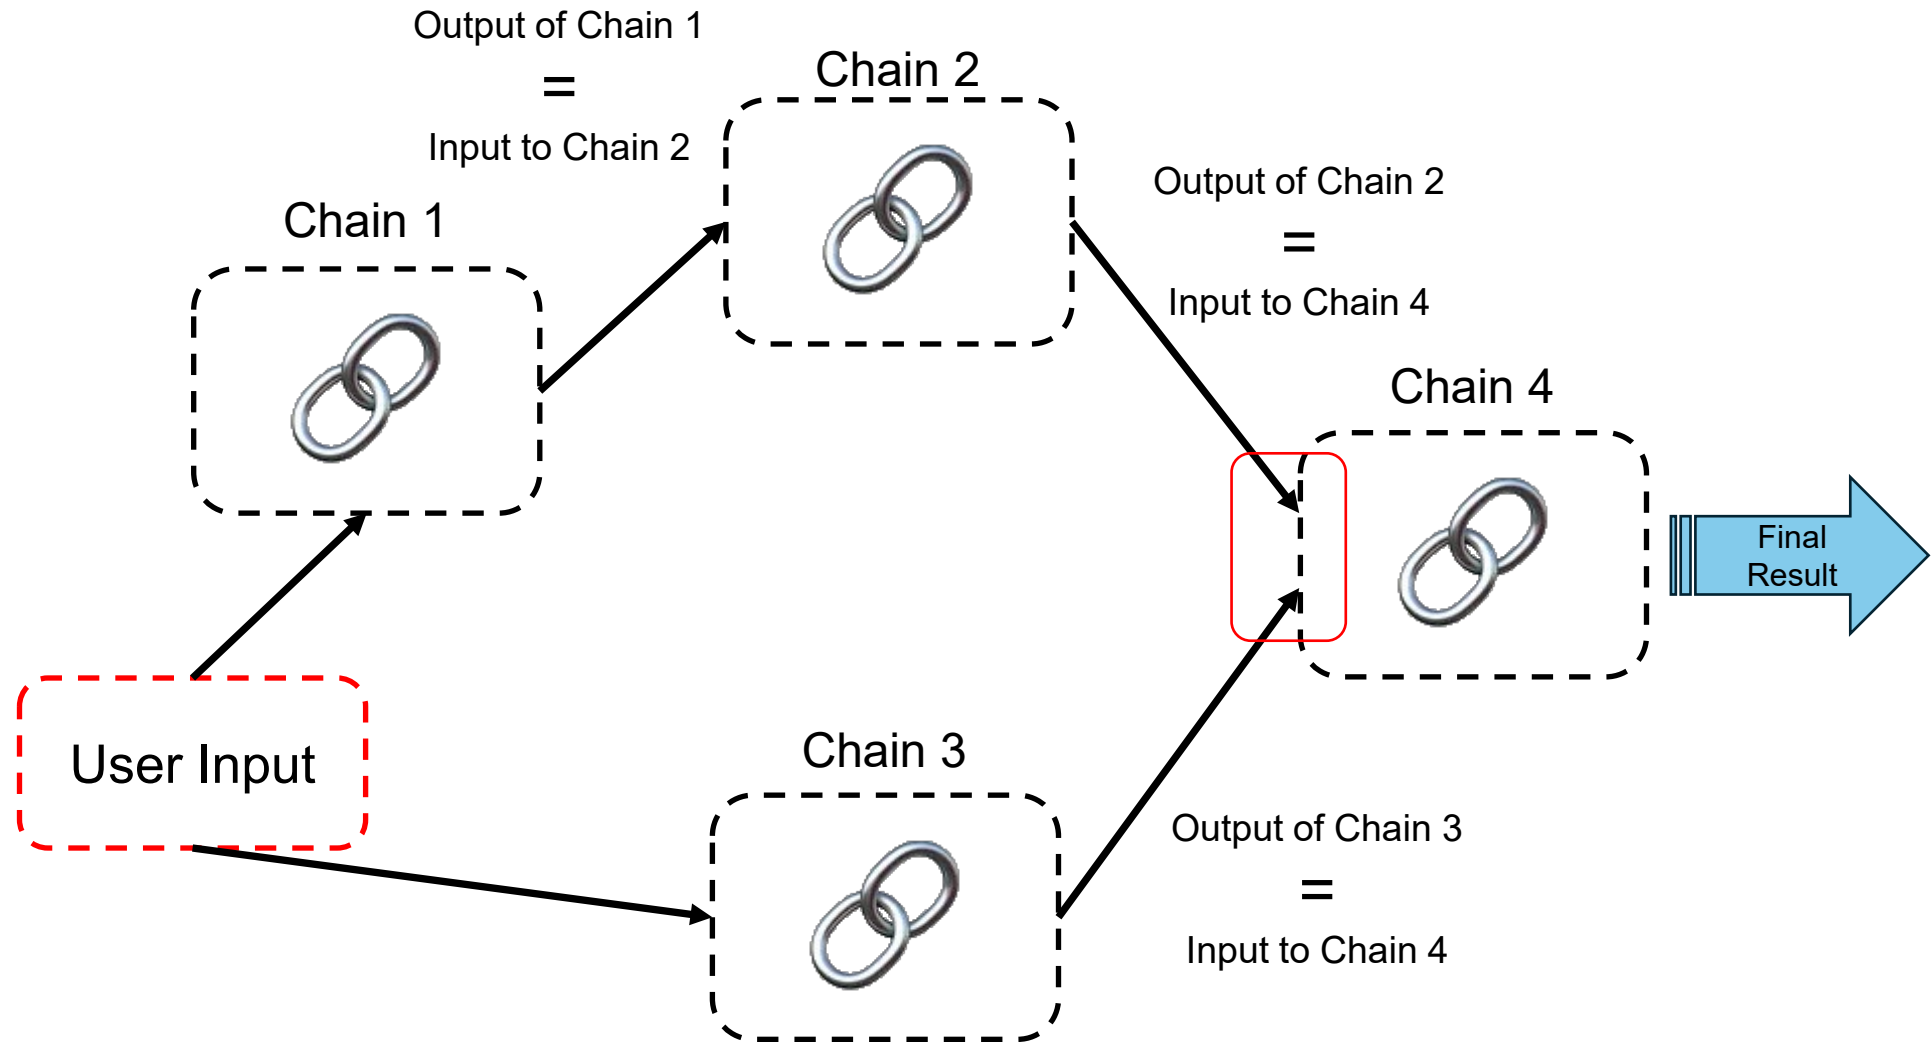 Output of Chain 1
=
Input to Chain 2
Chain 2
Chain 1
Output of Chain 2
=
Input to Chain 4
Chain 4
Final
Result
User Input
Chain 3
Output of Chain 3
=
Input to Chain 4